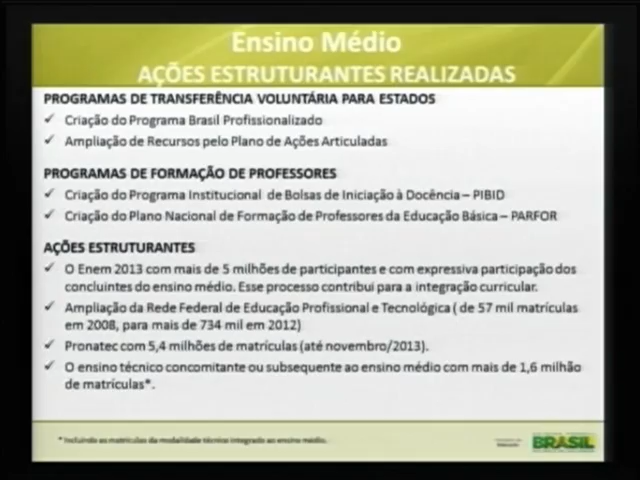 Ensino Médio
AÇÕES ESTRUTURANTES REALIZADAS
PROGRAMAS DE TRANSFERÊNCIA VOLUNTÁRIA PARA ESTADOS
✓ Criação do Programa Brasil Profissionalizado
✓ Ampliação de Recursos pelo Plano de Ações Articuladas
PROGRAMAS DE FORMAÇÃO DE PROFESSORES
✓ Criação do Programa Institucional de Bolsas de Iniciação à Docência – PIBID
✓ Criação do Plano Nacional de Formação de Professores da Educação Básica – PARFOR
AÇÕES ESTRUTURANTES
✓ O Enem 2013 com mais de 5 milhões de participantes e com expressiva participação dos
concluintes do ensino médio. Esse processo contribui para a integração curricular.
✓ Ampliação da Rede Federal de Educação Profissional e Tecnológica ( de 57 mil matrículas
em 2008, para mais de 734 mil em 2012)
✓ Pronatec com 5,4 milhões de matrículas (até novembro/2013).
✓ O ensino técnico concomitante ou subsequente ao ensino médio com mais de 1,6 milhão
de matrículas*.
* Incluindo as matrículas da modalidade técnico integrado ao ensino médio.
BRASIL